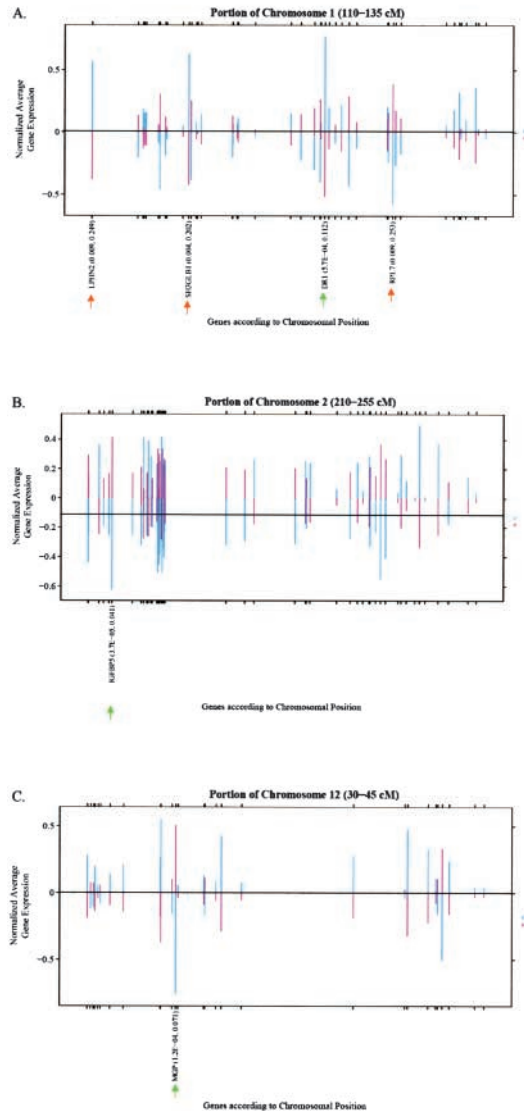 A.
Portion of Chromosome 1 (110−135 cM)
Normalized Average
Gene Expression
0.5
0
−0.5
LPHN2 (0.009, 0.249)
SH3GLB1 (0.004, 0.202)
DR1 (5.7E−04, 0.112)
RPL7 (0.009, 0.253)
Genes according to Chromosomal Position
B.
Portion of Chromosome 2 (210−255 cM)
Normalized Average
Gene Expression
0.4
0.2
0
−0.2
−0.4
−0.6
IGFBP5 (3.7E−05, 0.041)
Genes according to Chromosomal Position
C.
Portion of Chromosome 12 (30−45 cM)
Normalized Average
Gene Expression
0.5
0
−0.5
MGP (1.2E−04, 0.071)
Genes according to Chromosomal Position